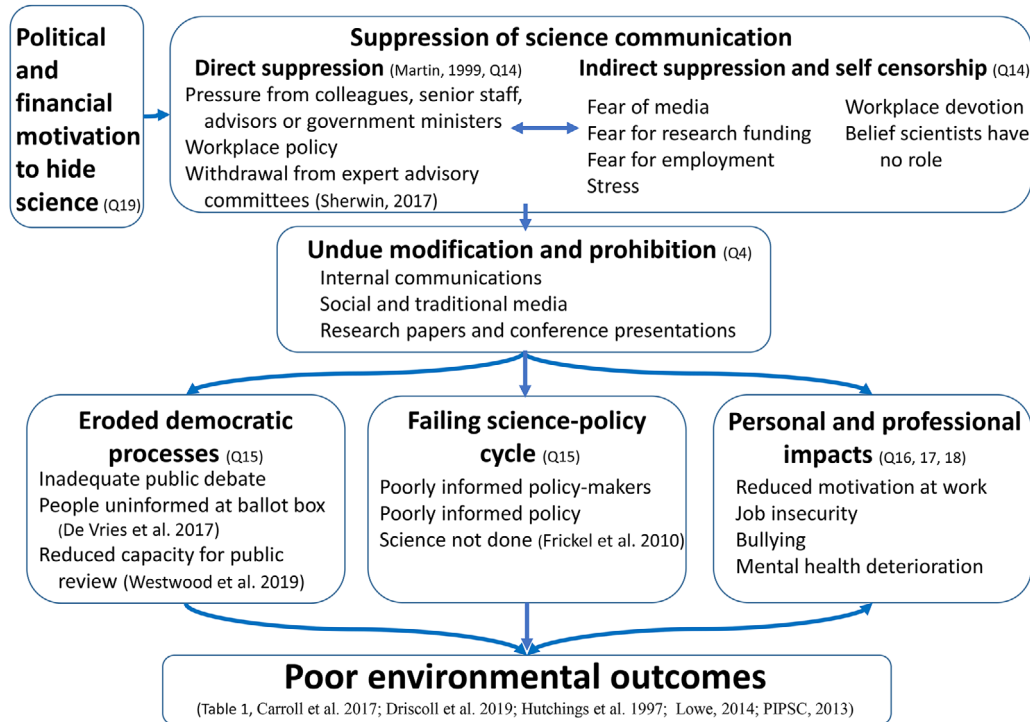 Political
and
financial
motivation
to hide
science (Q19)
Suppression of science communication
Direct suppression (Martin, 1999, Q14)
Pressure from colleagues, senior staff,
advisors or government ministers
Workplace policy
Withdrawal from expert advisory
committees (Sherwin, 2017)
Indirect suppression and self censorship (Q14)
Fear of media
Fear for research funding
Fear for employment
Stress
Workplace devotion
Belief scientists have
no role
Undue modification and prohibition (Q4)
Internal communications
Social and traditional media
Research papers and conference presentations
Eroded democratic
processes (Q15)
Inadequate public debate
People uninformed at ballot box
(De Vries et al. 2017)
Reduced capacity for public
review (Westwood et al. 2019)
Failing science-policy
cycle (Q15)
Poorly informed policy-makers
Poorly informed policy
Science not done (Frickel et al. 2010)
Personal and professional
impacts (Q16, 17, 18)
Reduced motivation at work
Job insecurity
Bullying
Mental health deterioration
Poor environmental outcomes
(Table 1, Carroll et al. 2017; Driscoll et al. 2019; Hutchings et al. 1997; Lowe, 2014; PIPSC, 2013)